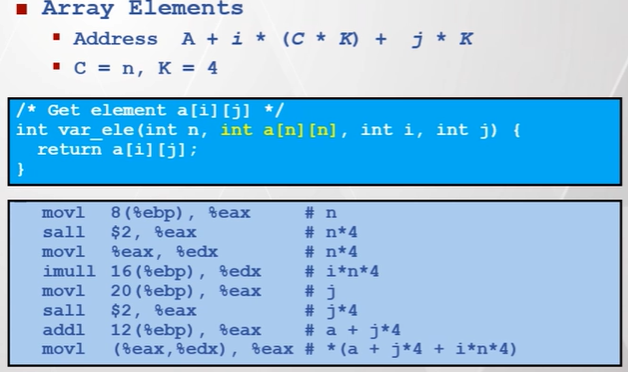 Array Elements
Address A + i * (C * K) + j * K
C = n, K = 4
/* Get element a[i][j] */
int var_ele(int n, int a[n][n], int i, int j) {
return a[i][j];
}
movl 8(%ebp), %eax # n
sall $2, %eax # n*4
movl %eax, %edx # n*4
imull 16(%ebp), %edx # i*n*4
movl 20(%ebp), %eax # j
sall $2, %eax # j*4
addl 12(%ebp), %eax # a + j*4
movl (%eax,%edx), %eax # *(a + j*4 + i*n*4)